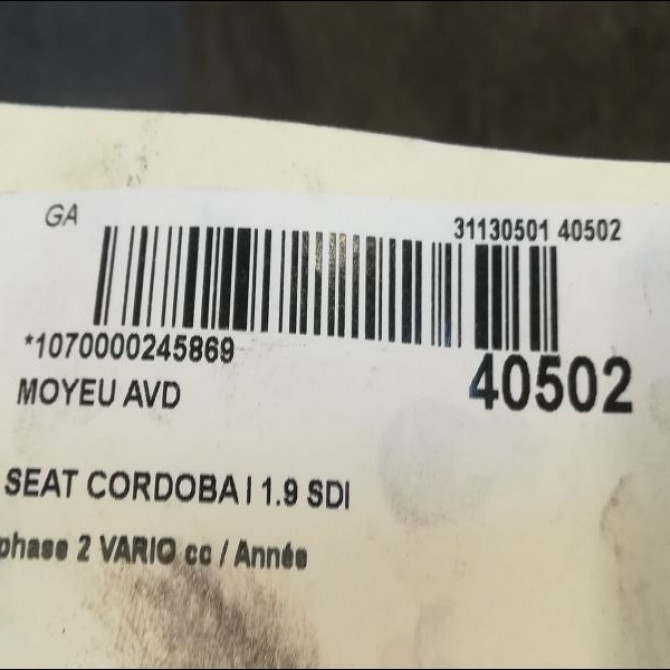 GA
31130501 40502
*1070000245869
40502
MOYEU AVD
SEAT CORDOBA I 1.9 SDI
phase 2 VARIO cc / Année